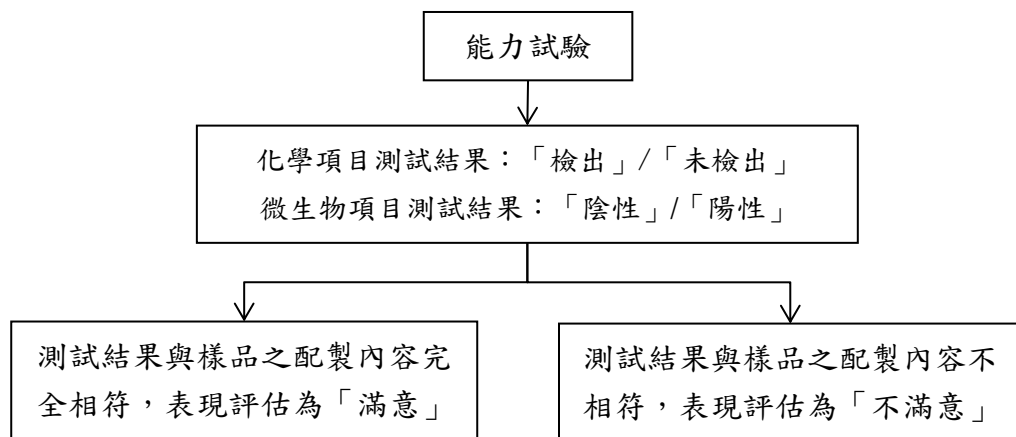 能力試驗
化學項目測試結果：「檢出」/「未檢出」
微生物項目測試結果：「陰性」/「陽性」
測試結果與樣品之配製內容完
全相符，表現評估為「滿意」
測試結果與樣品之配製內容不
相符，表現評估為「不滿意」